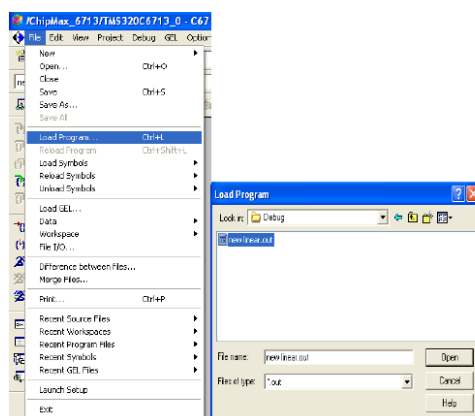 /ChipMax_6713/TMS320C6713_0 - C67
File Edit View Project Debug GEL Option
New
Open... Ctrl+O
Close
Save Ctrl+S
Save As...
Save All
Load Program... Ctrl+L
Reload Program Ctrl+Shift+L
Load Symbols
Reload Symbols
Unload Symbols
Load GEL...
Data
Workspace
File I/O...
Difference between Files...
Merge Files...
Print... Ctrl+P
Recent Source Files
Recent Workspaces
Recent Program Files
Recent Symbols
Recent GEL Files
Launch Setup
Exit
Load Program
Look in: Debug
new linear.out
File name: new linear.out Open
Files of type: *.out Cancel
Help